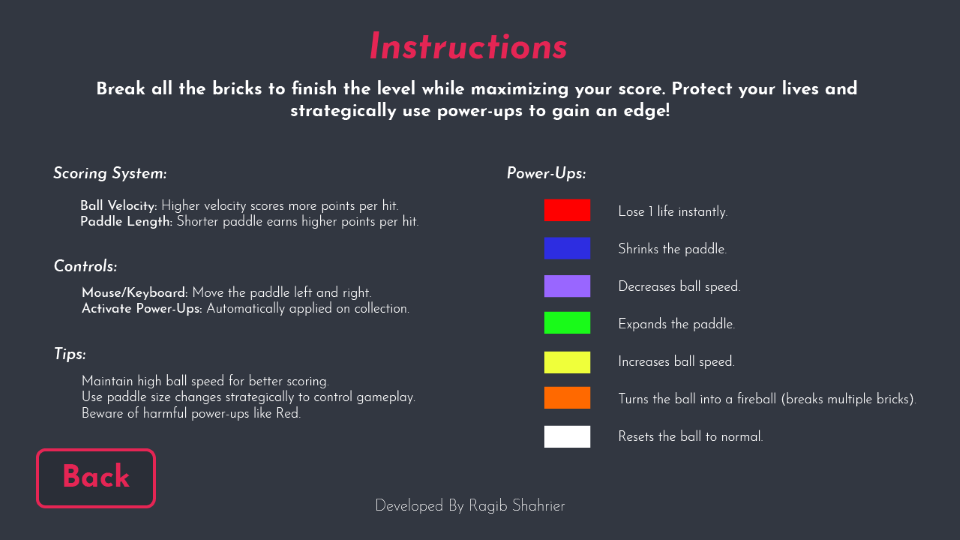 Instructions
Break all the bricks to finish the level while maximizing your score. Protect your lives and
strategically use power-ups to gain an edge!
Scoring System:
Ball Velocity: Higher velocity scores more points per hit.
Paddle Length: Shorter paddle earns higher points per hit.
Controls:
Mouse/Keyboard: Move the paddle left and right.
Activate Power-Ups: Automatically applied on collection.
Tips:
Maintain high ball speed for better scoring.
Use paddle size changes strategically to control gameplay.
Beware of harmful power-ups like Red.
Power-Ups:
Lose 1 life instantly.
Shrinks the paddle.
Decreases ball speed.
Expands the paddle.
Increases ball speed.
Turns the ball into a fireball (breaks multiple bricks).
Resets the ball to normal.
Back
Developed By Ragib Shahrier